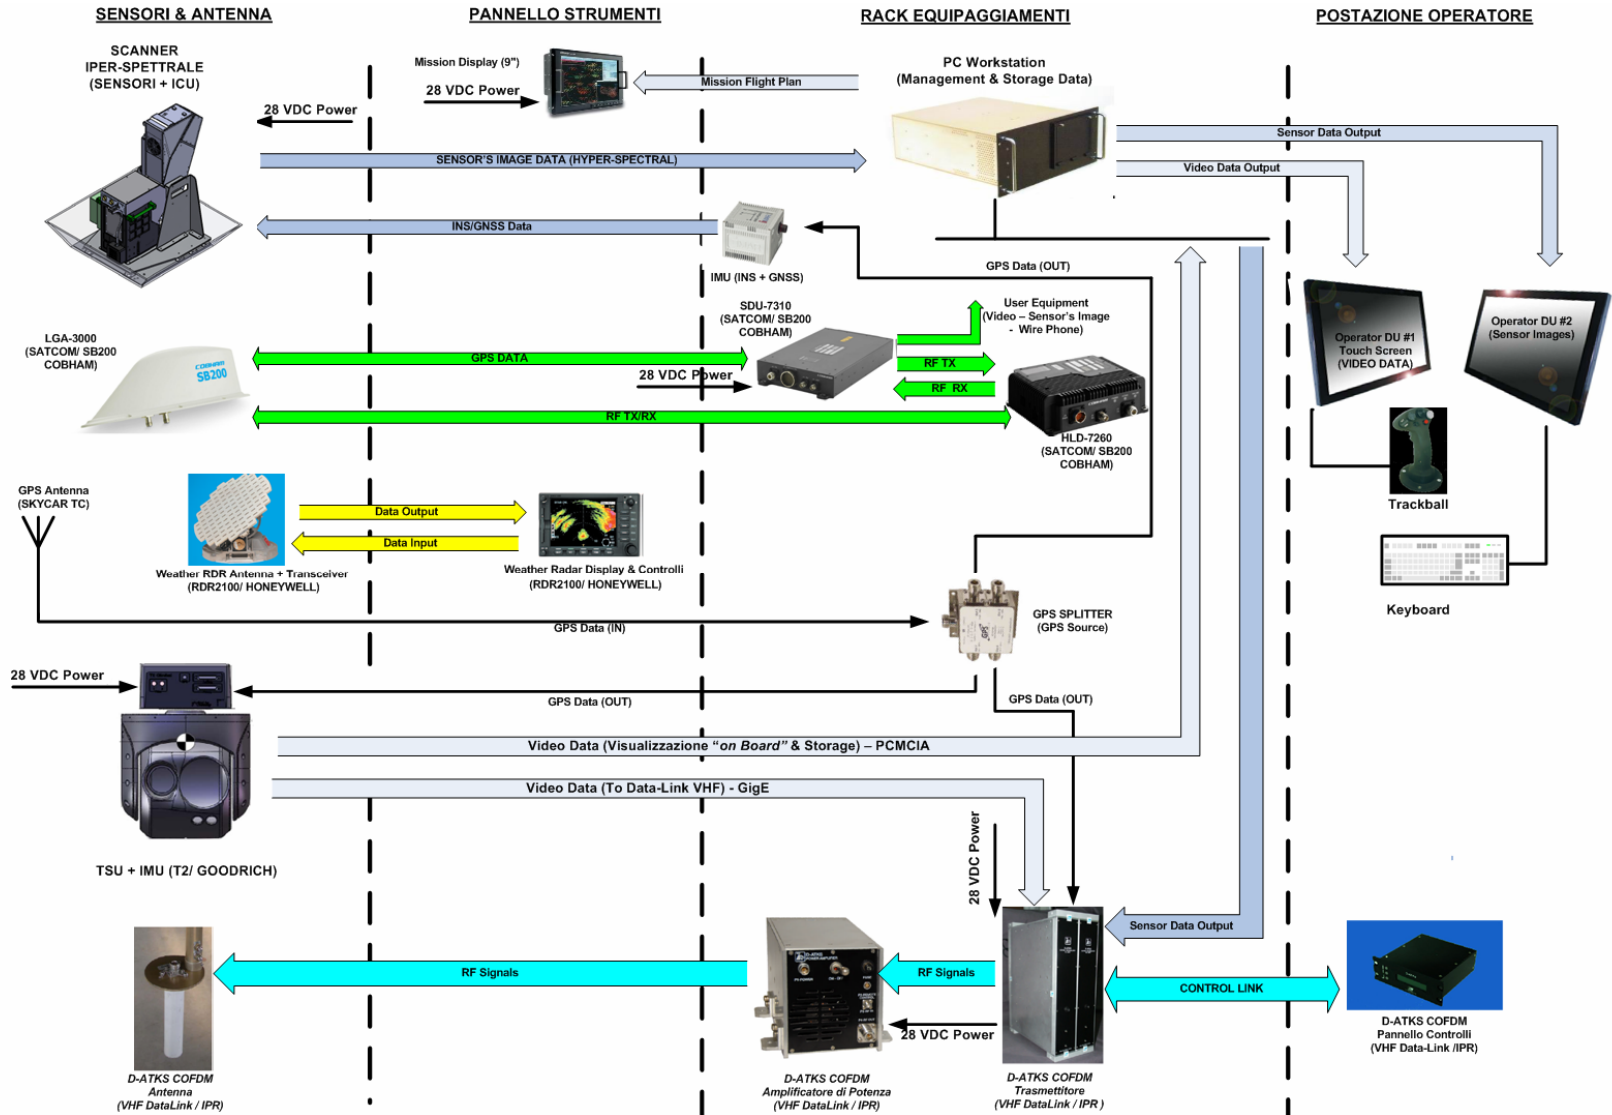 SENSORI & ANTENNA
PANNELLO STRUMENTI
RACK EQUIPAGGIAMENTI
POSTAZIONE OPERATORE
SCANNER
IPER-SPETTRALE
(SENSORI + ICU)
28 VDC Power
Mission Display (9")
28 VDC Power
Mission Flight Plan
PC Workstation
(Management & Storage Data)
Sensor Data Output
Video Data Output
SENSOR'S IMAGE DATA (HYPER-SPECTRAL)
INS/GNSS Data
IMU (INS + GNSS)
GPS Data (OUT)
LGA-3000
(SATCOM/ SB200
COBHAM)
COBHAM
SB200
GPS DATA
SDU-7310
(SATCOM/ SB200
COBHAM)
28 VDC Power
User Equipment
(Video – Sensor's Image
- Wire Phone)
RF TX
RF RX
RF TX/RX
HLD-7260
(SATCOM/ SB200
COBHAM)
Operator DU #1
Touch Screen
(VIDEO DATA)
Operator DU #2
(Sensor Images)
Trackball
Keyboard
GPS Antenna
(SKYCAR TC)
Data Output
Data Input
Weather RDR Antenna + Transceiver
(RDR2100/ HONEYWELL)
Weather Radar Display & Controlli
(RDR2100/ HONEYWELL)
GPS Data (IN)
GPS
GPS SPLITTER
(GPS Source)
28 VDC Power
GPS Data (OUT)
GPS Data (OUT)
Video Data (Visualizzazione "on Board" & Storage) – PCMCIA
Video Data (To Data-Link VHF) - GigE
TSU + IMU (T2/ GOODRICH)
28 VDC Power
Sensor Data Output
RF Signals
RF Signals
CONTROL LINK
28 VDC Power
D-ATKS COFDM
Antenna
(VHF DataLink / IPR)
D-ATKS COFDM
Amplificatore di Potenza
(VHF DataLink / IPR)
D-ATKS COFDM
Trasmettitore
(VHF DataLink / IPR )
D-ATKS COFDM
Pannello Controlli
(VHF Data-Link /IPR)